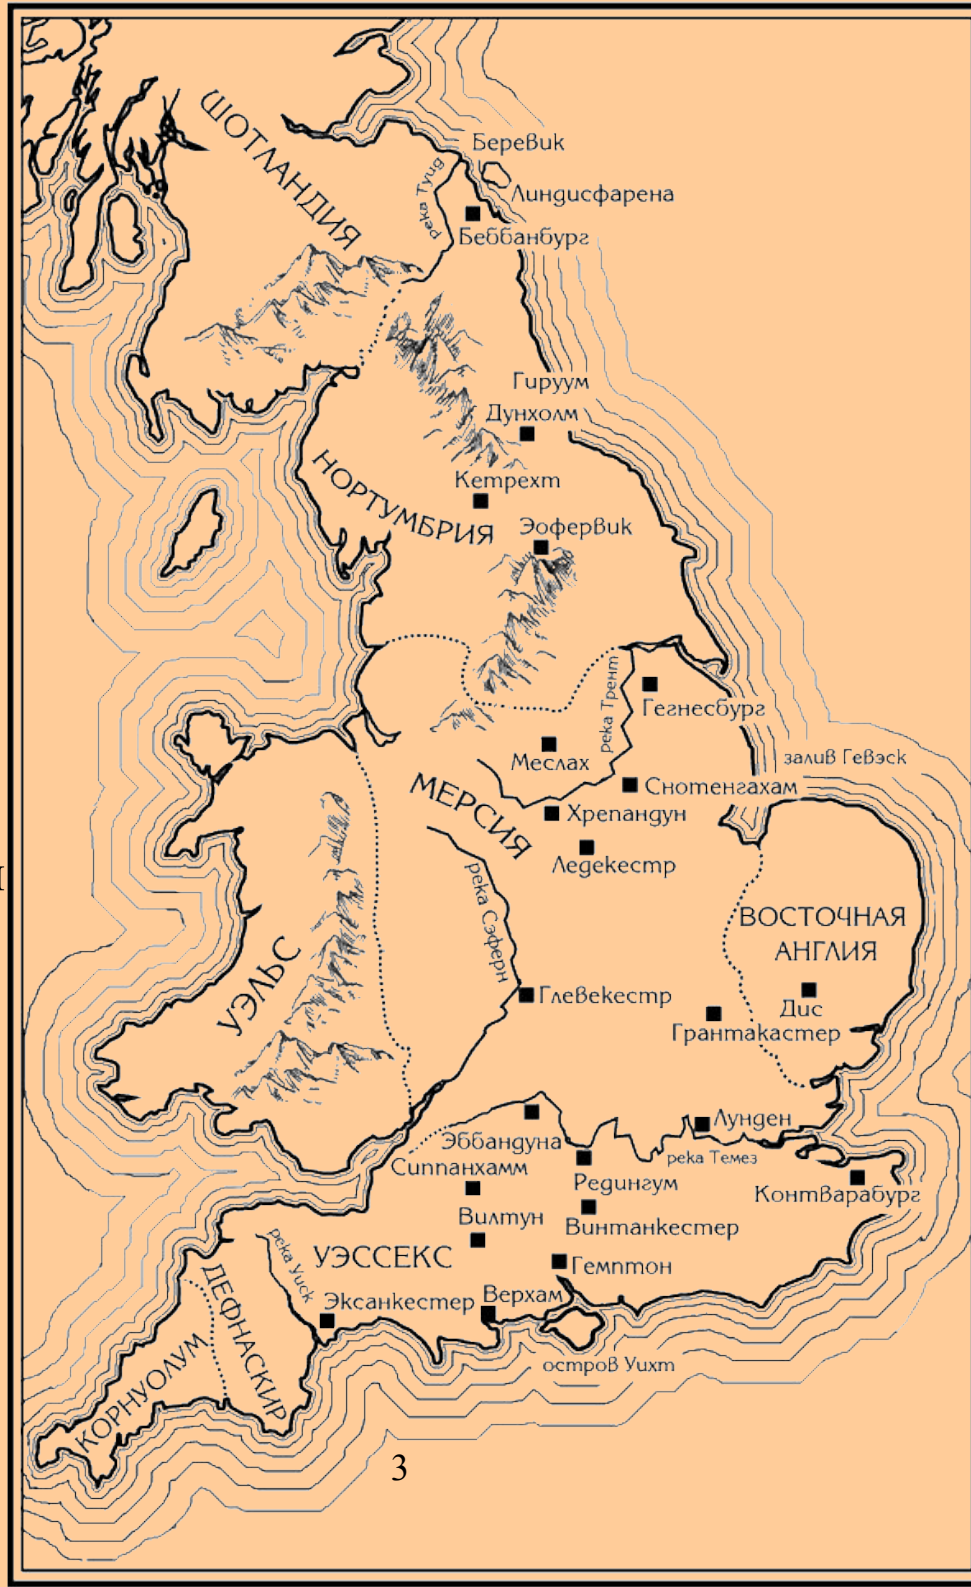 ШОТЛАНДИЯ
Беревик
река Туид
Линдисфарена
Беббанбург
Гируум
Дунхолм
НОРТУМБРИЯ
Кетрехт
Эофервик
река Трент
Гегнесбург
Меслах
залив Гевэск
МЕРСИЯ
Снотенгахам
Хрепандун
Ледекестр
река Сэферн
ВОСТОЧНАЯ
АНГЛИЯ
УЭЛЬС
Глевекестр
Дис
Грантакастер
Лунден
Эббандуна
река Темез
Сиппанхамм
Редингум
Контварабург
Вилтун
Винтанкестер
УЭССЕКС
река Уиск
Гемптон
ДЕФНАСКИР
Эксанкестер
Верхам
остров Уихт
КОРНУОЛУМ
3